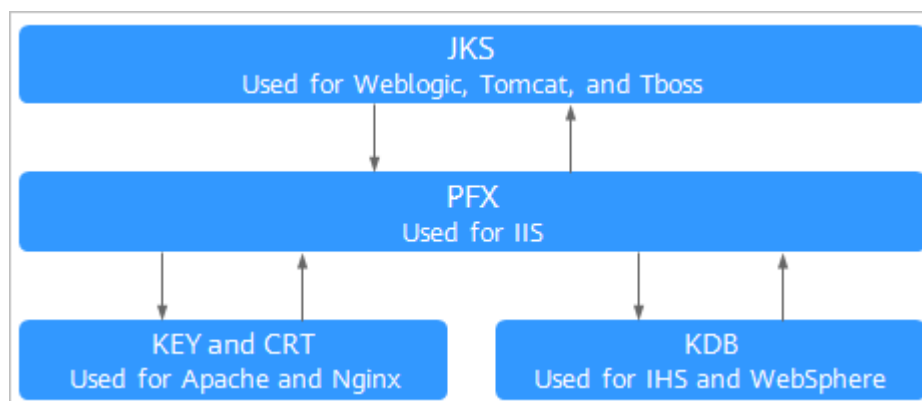 JKS
Used for Weblogic, Tomcat, and Tboss
PFX
Used for IIS
KEY and CRT
Used for Apache and Nginx
KDB
Used for IHS and WebSphere